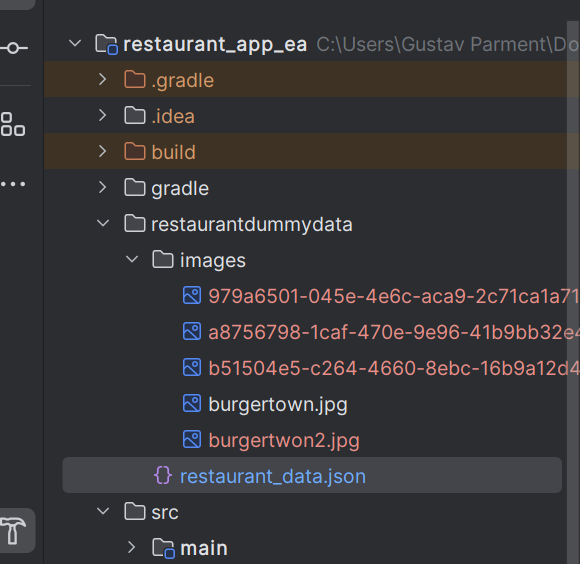 restaurant_app_ea C:\Users\Gustav Parment\Do
.gradle
.idea
build
gradle
restaurantdummydata
images
979a6501-045e-4e6c-aca9-2c71ca1a71
a8756798-1caf-470e-9e96-41b9bb32e4
b51504e5-c264-4660-8ebc-16b9a12d4
burgertown.jpg
burgertwon2.jpg
{} restaurant_data.json
src
main